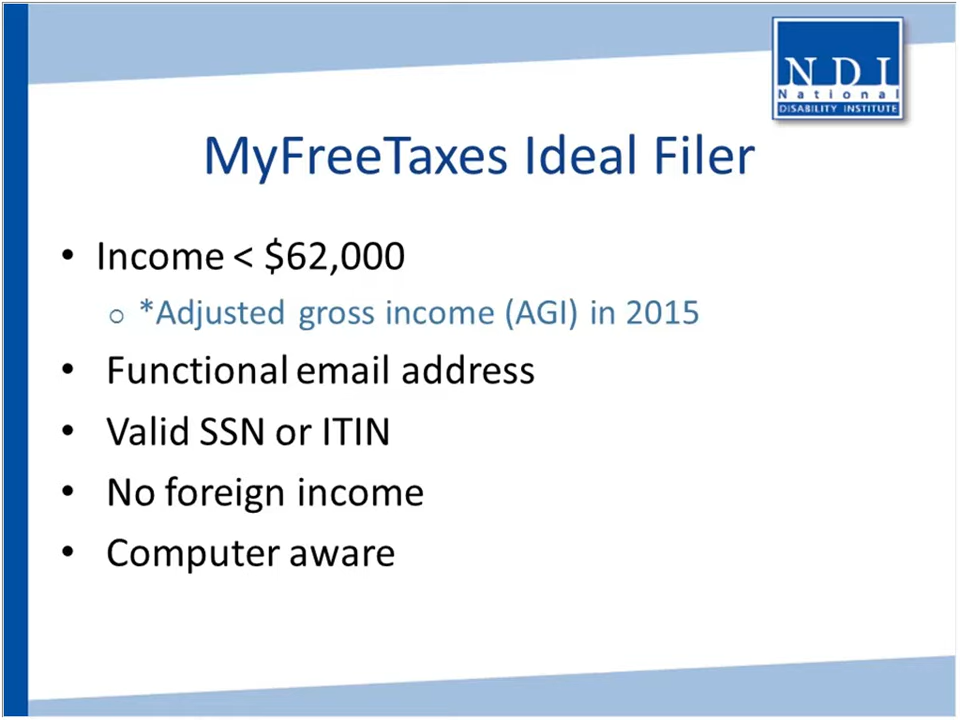 NDI
National
DISABILITY INSTITUTE
MyFreeTaxes Ideal Filer
• Income < $62,000
○ *Adjusted gross income (AGI) in 2015
• Functional email address
• Valid SSN or ITIN
• No foreign income
• Computer aware